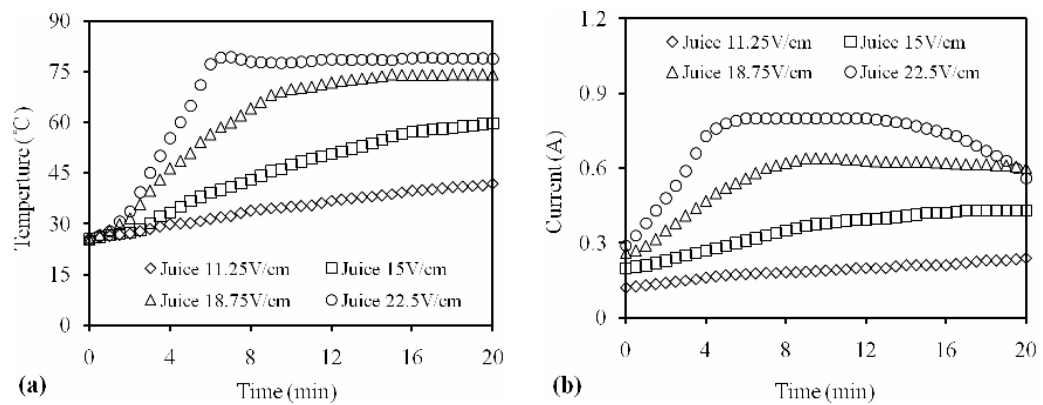 90
75
60
45
30
15
0
Temperture (℃)
Juice 11.25V/cm
Juice 15V/cm
Juice 18.75V/cm
Juice 22.5V/cm
0 4 8 12 16 20
Time (min)
(a)
1.2
0.9
0.6
0.3
0
Current (A)
Juice 11.25V/cm
Juice 15V/cm
Juice 18.75V/cm
Juice 22.5V/cm
0 4 8 12 16 20
Time (min)
(b)